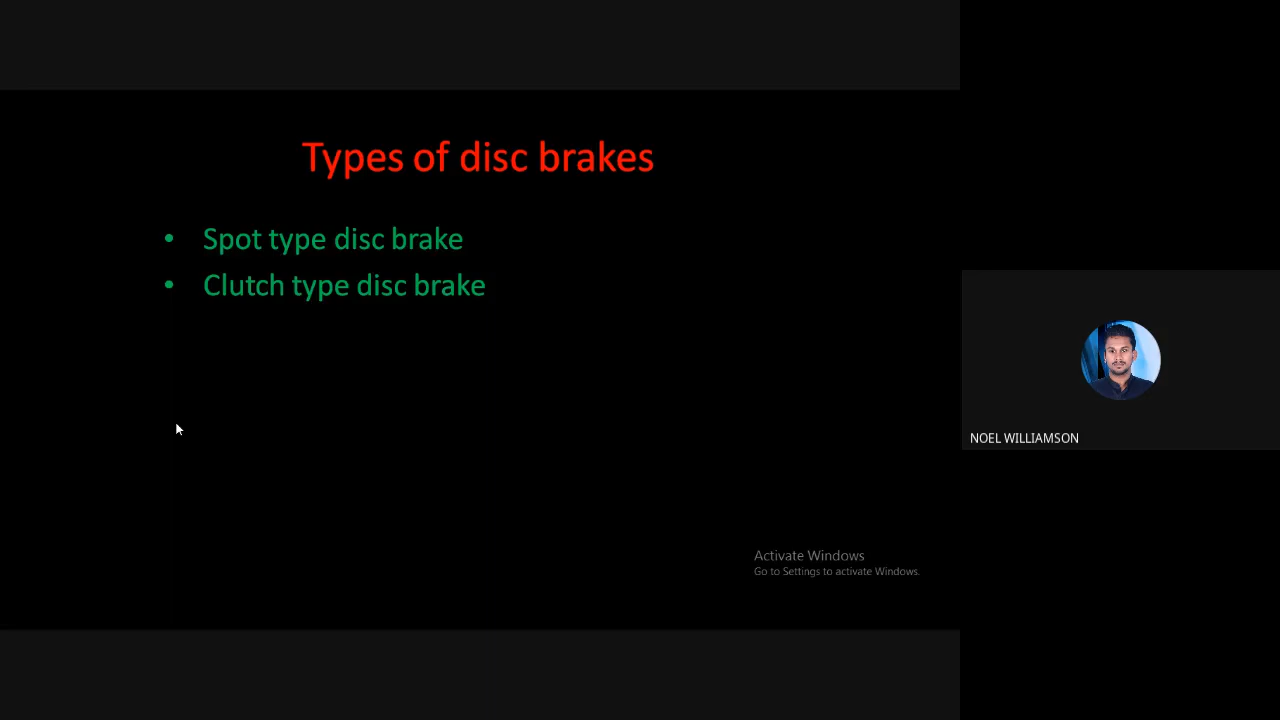 Types of disc brakes
• Spot type disc brake
• Clutch type disc brake
NOEL WILLIAMSON
Activate Windows
Go to Settings to activate Windows.